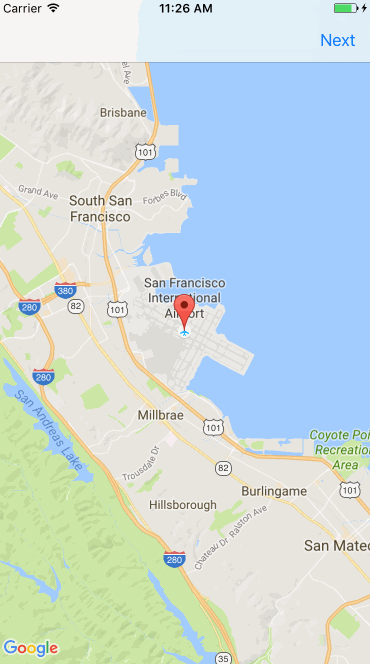 Carrier
11:26 AM
Next
Brisbane
101
Grand Ave
Forbes Blvd
South San
Francisco
San Francisco
International
Airport
380
280
82
101
280
San Andreas Lake
Millbrae
101
Coyote Poin
Recreation
Area
Trousdale Dr
82
101
Burlingame
Hillsborough
Chateau Dr
Ralston Ave
San Mateo
280
Google
35